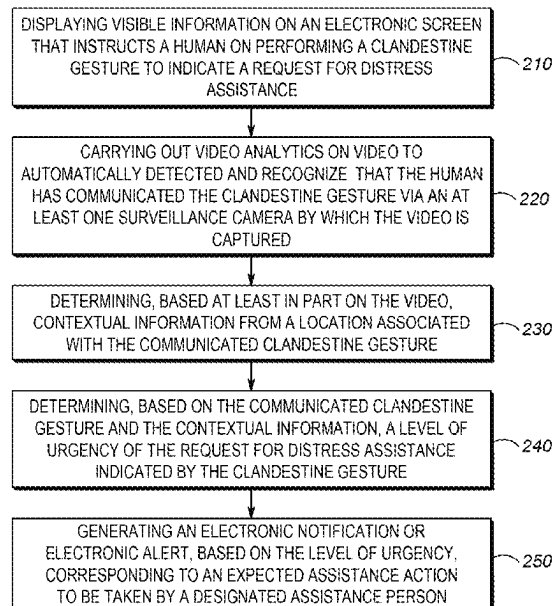 DISPLAYING VISIBLE INFORMATION ON AN ELECTRONIC SCREEN
THAT INSTRUCTS A HUMAN ON PERFORMING A CLANDESTINE
GESTURE TO INDICATE A REQUEST FOR DISTRESS
ASSISTANCE
210
CARRYING OUT VIDEO ANALYTICS ON VIDEO TO
AUTOMATICALLY DETECTED AND RECOGNIZE THAT THE HUMAN
HAS COMMUNICATED THE CLANDESTINE GESTURE VIA AN AT
LEAST ONE SURVEILLANCE CAMERA BY WHICH THE VIDEO IS
CAPTURED
220
DETERMINING, BASED AT LEAST IN PART ON THE VIDEO,
CONTEXTUAL INFORMATION FROM A LOCATION ASSOCIATED
WITH THE COMMUNICATED CLANDESTINE GESTURE
230
DETERMINING, BASED ON THE COMMUNICATED CLANDESTINE
GESTURE AND THE CONTEXTUAL INFORMATION, A LEVEL OF
URGENCY OF THE REQUEST FOR DISTRESS ASSISTANCE
INDICATED BY THE CLANDESTINE GESTURE
240
GENERATING AN ELECTRONIC NOTIFICATION OR
ELECTRONIC ALERT, BASED ON THE LEVEL OF URGENCY,
CORRESPONDING TO AN EXPECTED ASSISTANCE ACTION
TO BE TAKEN BY A DESIGNATED ASSISTANCE PERSON
250